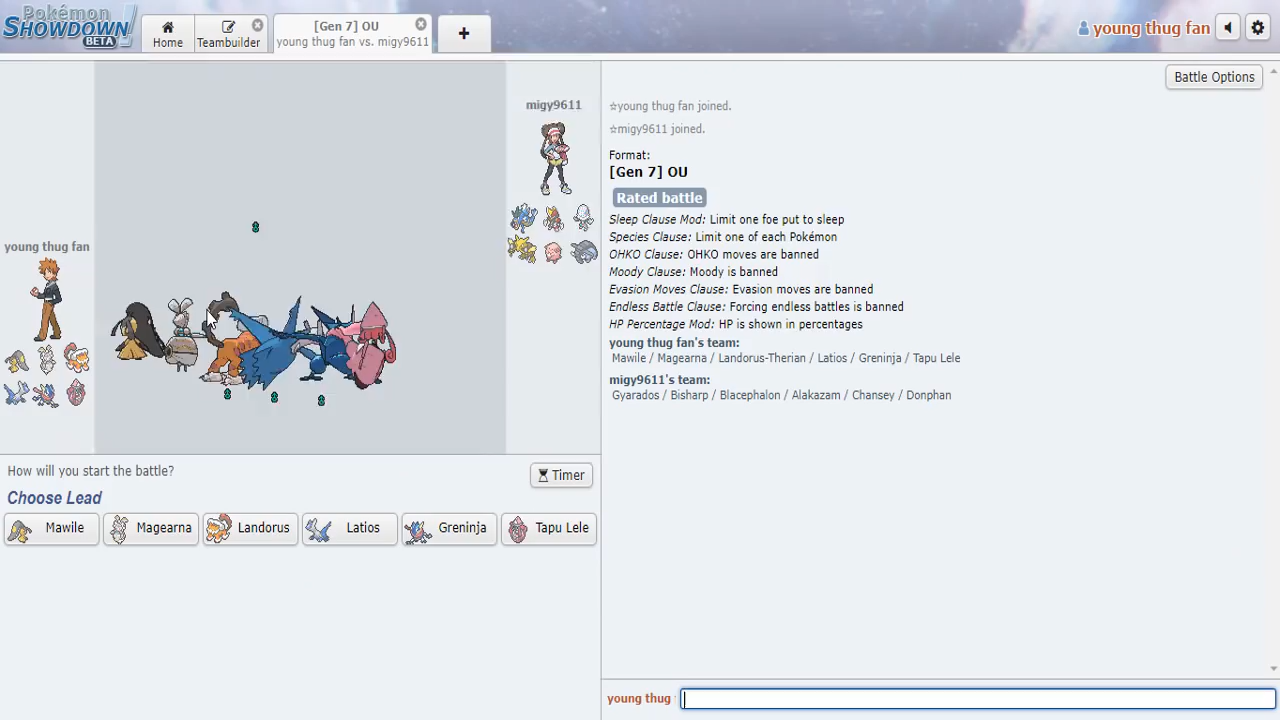 Pokémon
SHOWDOWN
BETA
Home
Teambuilder
[Gen 7] OU
young thug fan vs. migy9611
+
young thug fan
Battle Options
migy9611
young thug fan
☆young thug fan joined.
☆migy9611 joined.
Format:
[Gen 7] OU
Rated battle
Sleep Clause Mod: Limit one foe put to sleep
Species Clause: Limit one of each Pokémon
OHKO Clause: OHKO moves are banned
Moody Clause: Moody is banned
Evasion Moves Clause: Evasion moves are banned
Endless Battle Clause: Forcing endless battles is banned
HP Percentage Mod: HP is shown in percentages
young thug fan's team:
Mawile / Magearna / Landorus-Therian / Latios / Greninja / Tapu Lele
migy9611's team:
Gyarados / Bisharp / Blacephalon / Alakazam / Chansey / Donphan
How will you start the battle?
Timer
Choose Lead
Mawile
Magearna
Landorus
Latios
Greninja
Tapu Lele
young thug